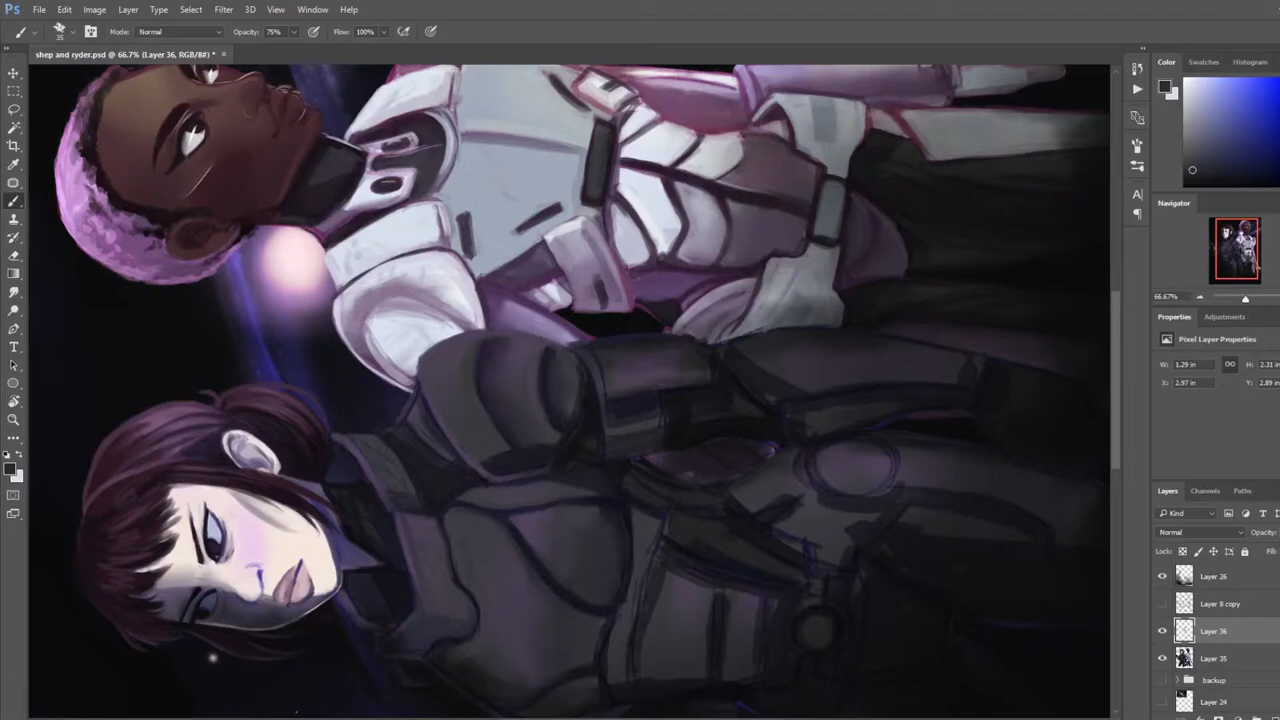 Ps File Edit Image Layer Type Select Filter 3D View Window Help
35 Mode: Normal Opacity: 75% Flow: 100%
shep and ryder.psd @ 66.7% (Layer 36, RGB/8#) * ×
Color Swatches Histogram
Navigator
66.67%
Properties Adjustments
Pixel Layer Properties
W: 1.29 in H: 2.31 in
X: 2.97 in Y: 2.89 in
Layers Channels Paths
Kind
Normal Opacity:
Lock: Fill:
Layer 26
Layer 8 copy
Layer 36
Layer 35
backup
Layer 24